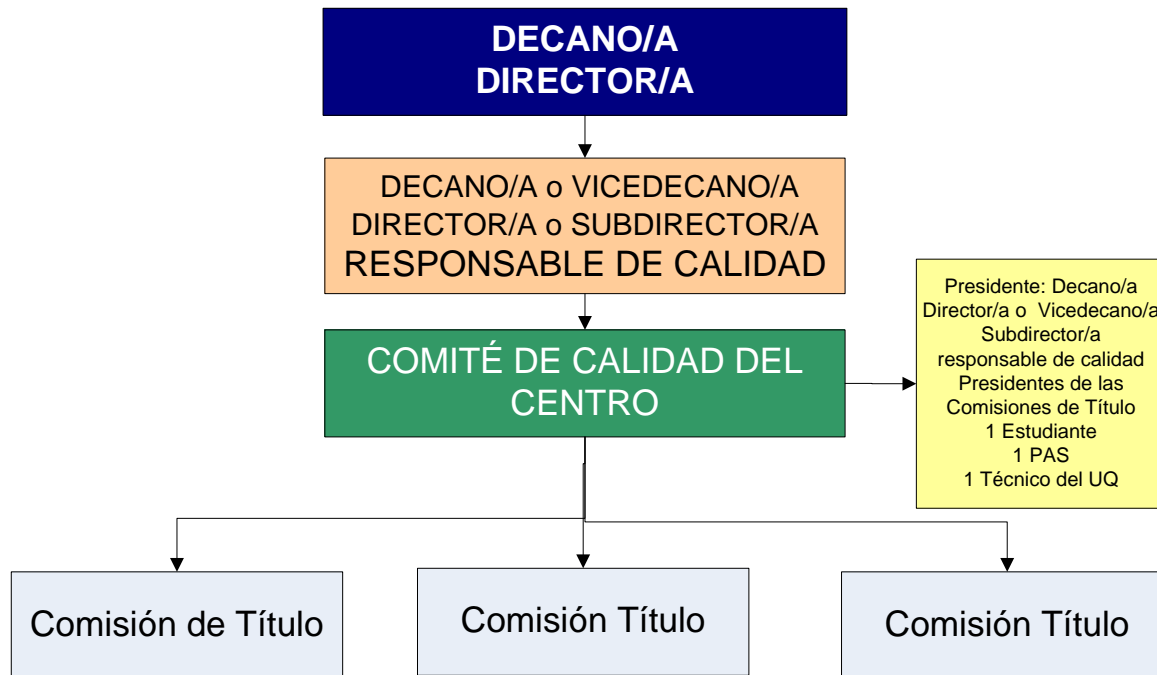 DECANO/A
DIRECTOR/A
DECANO/A o VICEDECANO/A
DIRECTOR/A o SUBDIRECTOR/A
RESPONSABLE DE CALIDAD
COMITÉ DE CALIDAD DEL
CENTRO
Presidente: Decano/a
Director/a o Vicedecano/a
Subdirector/a
responsable de calidad
Presidentes de las
Comisiones de Título
1 Estudiante
1 PAS
1 Técnico del UQ
Comisión de Título
Comisión Título
Comisión Título